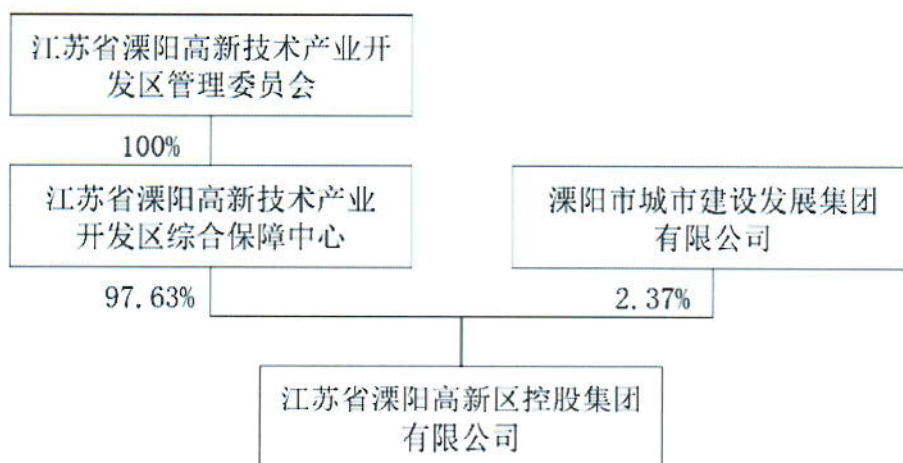 江苏省溧阳高新技术产业开
发区管理委员会
100%
江苏省溧阳高新技术产业
开发区综合保障中心
溧阳市城市建设发展集团
有限公司
97.63%
2.37%
江苏省溧阳高新区控股集团
有限公司